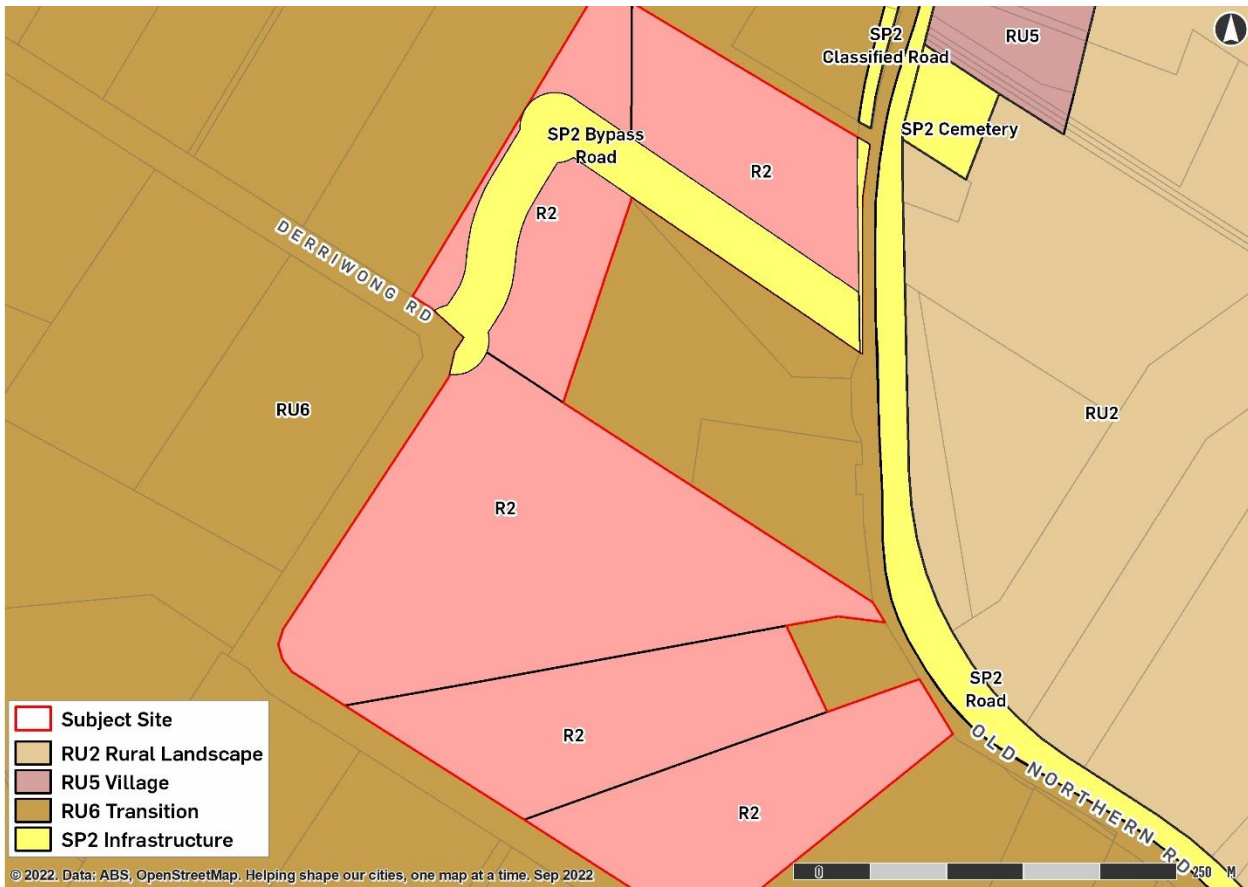 SP2
Classified Road
RU5
SP2 Cemetery
SP2 Bypass
Road
R2
R2
DERRIWONG RD
RU6
RU2
R2
SP2
Road
R2
OLD NORTHERN RD
R2
Subject Site
RU2 Rural Landscape
RU5 Village
RU6 Transition
SP2 Infrastructure
© 2022. Data: ABS, OpenStreetMap. Helping shape our cities, one map at a time. Sep 2022
0 250 M